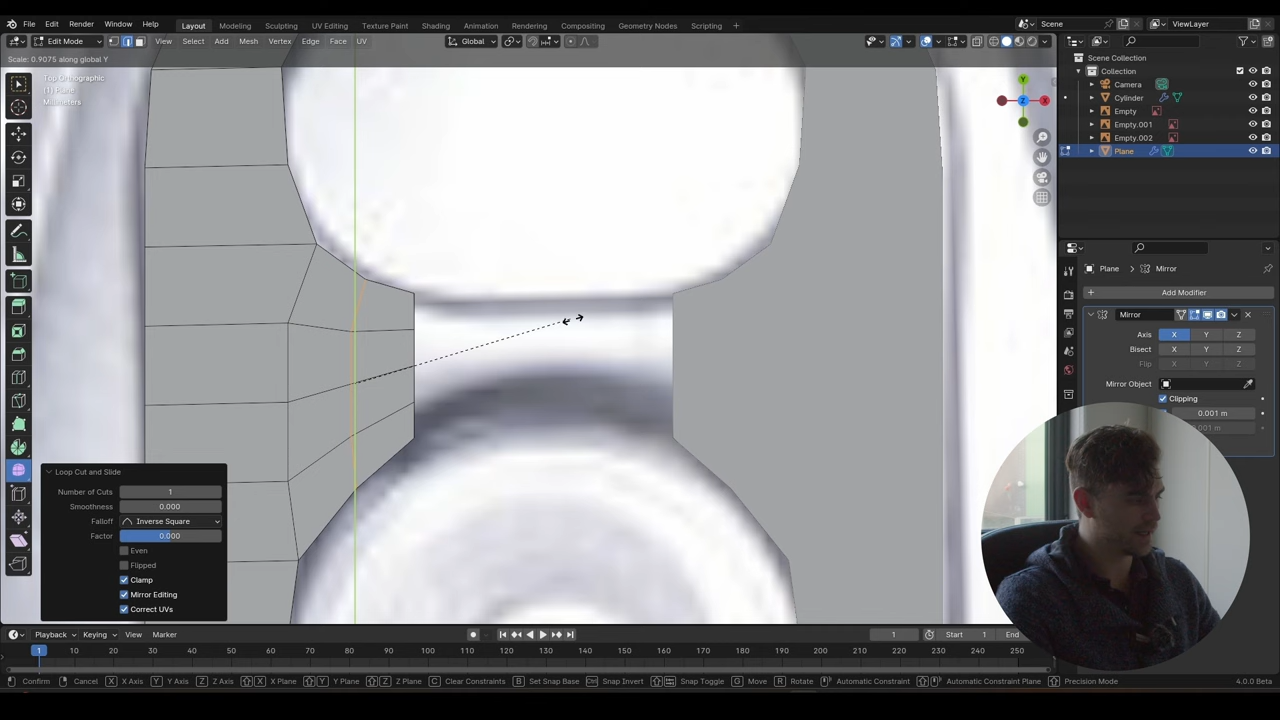 File Edit Render Window Help Layout Modeling Sculpting UV Editing Texture Paint Shading Animation Rendering Compositing Geometry Nodes Scripting + Scene ViewLayer
Edit Mode View Select Add Mesh Vertex Edge Face UV Global
Scale: 0.9075 along global Y
Top Orthographic
(1) Plane
Y
X
Z
Scene Collection
Collection
Camera
Cylinder
Empty
Empty.001
Empty.002
Plane
Plane > Mirror
+ Add Modifier
Mirror
Axis X Y Z
Bisect X Y Z
Flip X Y Z
Mirror Object
Clipping
0.001 m
Loop Cut and Slide
Number of Cuts 1
Smoothness 0.000
Falloff Inverse Square
Factor 0.000
Even
Flipped
Clamp
Mirror Editing
Correct UVs
Playback Keying View Marker 1 Start 1 End
1 10 20 30 40 50 60 70 80 90 100 110 120 130 140 150 160 170 180 190 200 210 220 230 240 250
Confirm Cancel X X Axis Y Y Axis Z Z Axis X X Plane Y Y Plane Z Z Plane C Clear Constraints B Set Snap Base Snap Invert Snap Toggle G Move R Rotate Automatic Constraint Automatic Constraint Plane Precision Mode 4.0.0 Beta